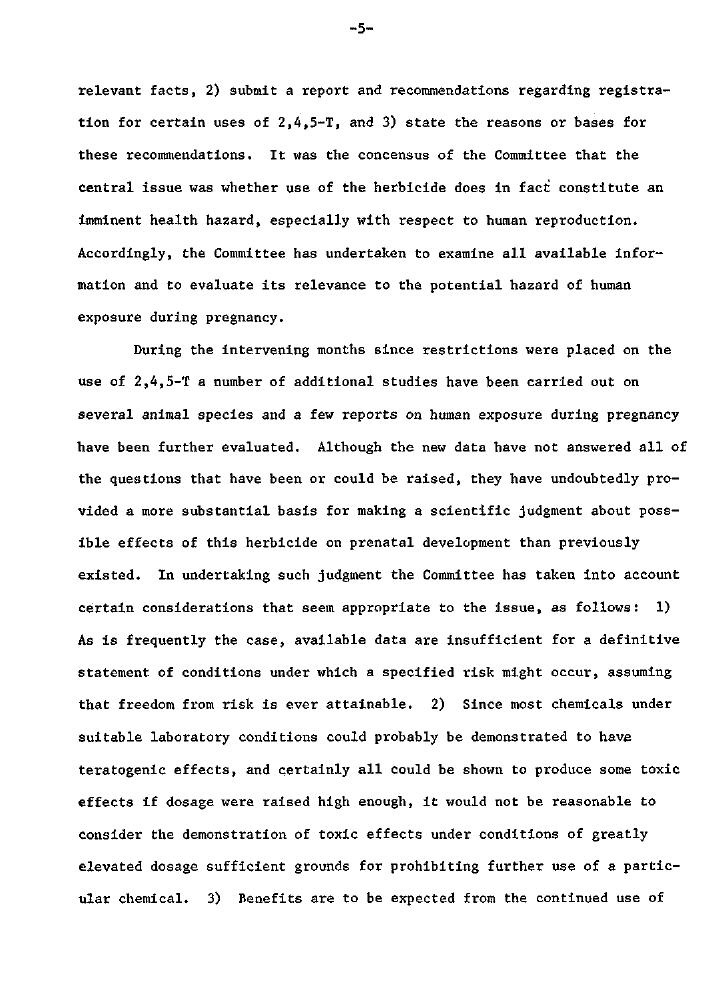 -5-
relevant facts, 2) submit a report and recommendations regarding registra-
tion for certain uses of 2,4,5-T, and 3) state the reasons or bases for
these recommendations. It was the concensus of the Committee that the
central issue was whether use of the herbicide does in fact constitute an
imminent health hazard, especially with respect to human reproduction.
Accordingly, the Committee has undertaken to examine all available infor-
mation and to evaluate its relevance to the potential hazard of human
exposure during pregnancy.
During the intervening months since restrictions were placed on the
use of 2,4,5-T a number of additional studies have been carried out on
several animal species and a few reports on human exposure during pregnancy
have been further evaluated. Although the new data have not answered all of
the questions that have been or could be raised, they have undoubtedly pro-
vided a more substantial basis for making a scientific judgment about poss-
ible effects of this herbicide on prenatal development than previously
existed. In undertaking such judgment the Committee has taken into account
certain considerations that seem appropriate to the issue, as follows: 1)
As is frequently the case, available data are insufficient for a definitive
statement of conditions under which a specified risk might occur, assuming
that freedom from risk is ever attainable. 2) Since most chemicals under
suitable laboratory conditions could probably be demonstrated to have
teratogenic effects, and certainly all could be shown to produce some toxic
effects if dosage were raised high enough, it would not be reasonable to
consider the demonstration of toxic effects under conditions of greatly
elevated dosage sufficient grounds for prohibiting further use of a partic-
ular chemical. 3) Benefits are to be expected from the continued use of